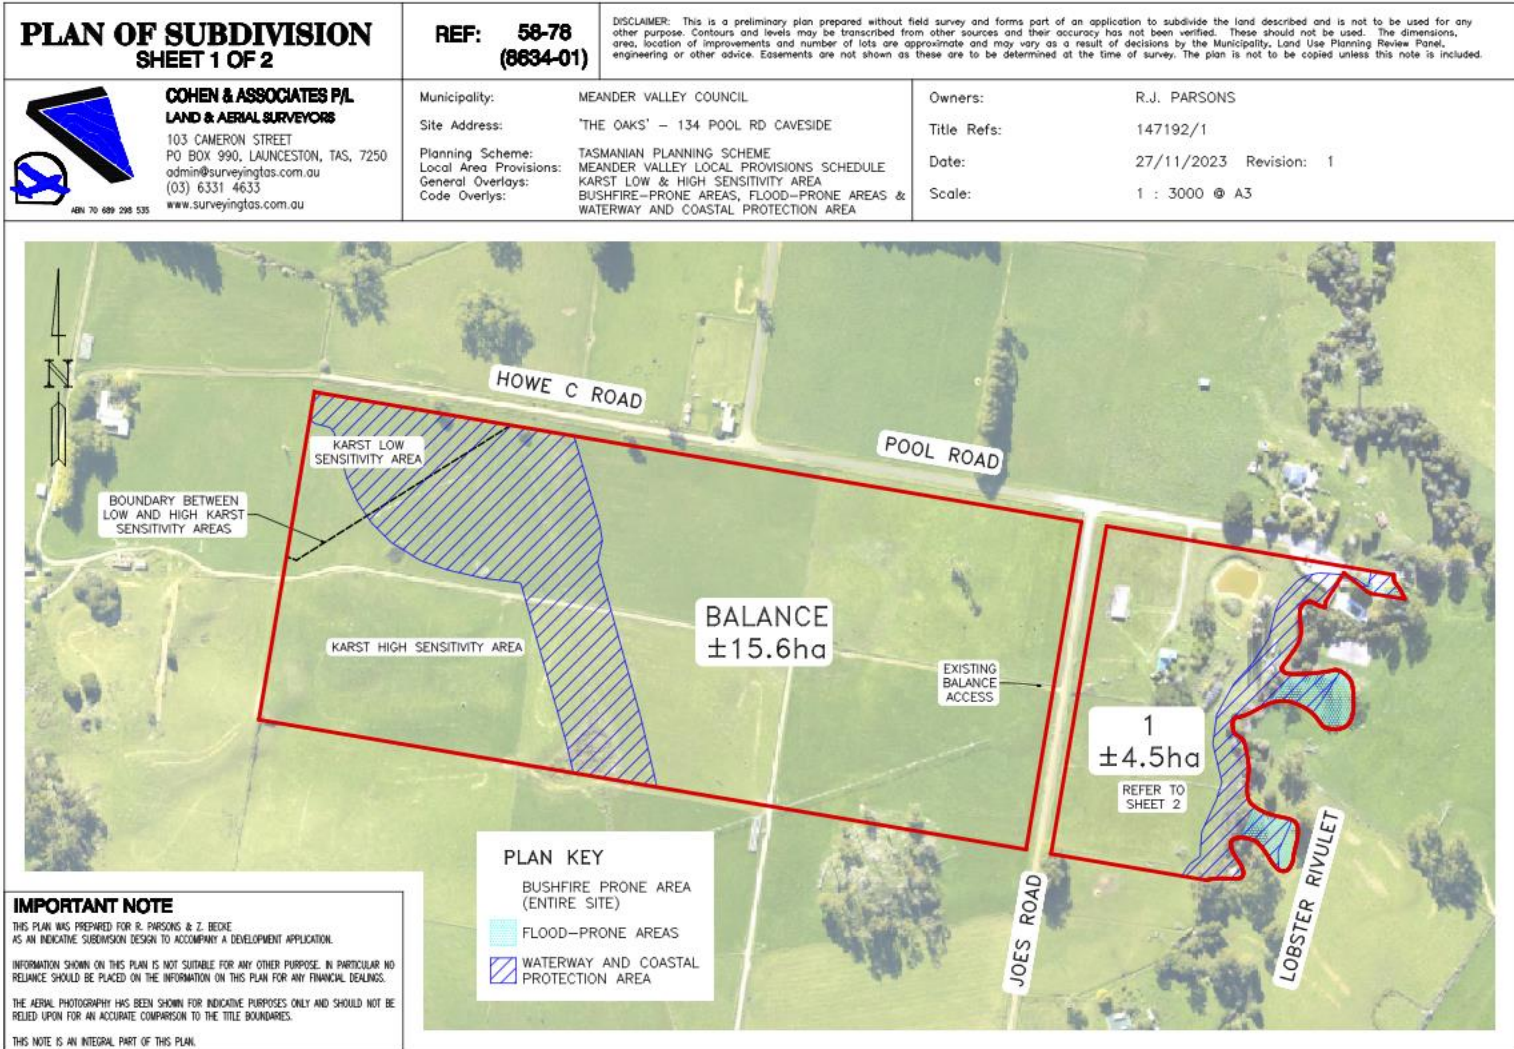 PLAN OF SUBDIVISION
SHEET 1 OF 2
REF: 58-78
(8634-01)
DISCLAIMER: This is a preliminary plan prepared without field survey and forms part of an application to subdivide the land described and is not to be used for any
other purpose. Contours and levels may be transcribed from other sources and their accuracy has not been verified. These should not be used. The dimensions,
area, location of improvements and number of lots are approximate and may vary as a result of decisions by the Municipality, Land Use Planning Review Panel,
engineering or other advice. Easements are not shown as these are to be determined at the time of survey. The plan is not to be copied unless this note is included.
COHEN & ASSOCIATES P/L
LAND & AERIAL SURVEYORS
103 CAMERON STREET
PO BOX 990, LAUNCESTON, TAS, 7250
admin@surveyingtas.com.au
(03) 6331 4633
www.surveyingtas.com.au
ABN 70 689 298 535
Municipality: MEANDER VALLEY COUNCIL
Site Address: 'THE OAKS' – 134 POOL RD CAVESIDE
Planning Scheme: TASMANIAN PLANNING SCHEME
Local Area Provisions: MEANDER VALLEY LOCAL PROVISIONS SCHEDULE
General Overlays: KARST LOW & HIGH SENSITIVITY AREA
Code Overlys: BUSHFIRE–PRONE AREAS, FLOOD–PRONE AREAS &
WATERWAY AND COASTAL PROTECTION AREA
Owners: R.J. PARSONS
Title Refs: 147192/1
Date: 27/11/2023 Revision: 1
Scale: 1 : 3000 @ A3
N
HOWE C ROAD
POOL ROAD
KARST LOW
SENSITIVITY AREA
BOUNDARY BETWEEN
LOW AND HIGH KARST
SENSITIVITY AREAS
KARST HIGH SENSITIVITY AREA
BALANCE
±15.6ha
EXISTING
BALANCE
ACCESS
1
±4.5ha
REFER TO
SHEET 2
JOES ROAD
LOBSTER RIVULET
PLAN KEY
BUSHFIRE PRONE AREA
(ENTIRE SITE)
FLOOD–PRONE AREAS
WATERWAY AND COASTAL
PROTECTION AREA
IMPORTANT NOTE
THIS PLAN WAS PREPARED FOR R. PARSONS & Z. BECKE
AS AN INDICATIVE SUBDIVISION DESIGN TO ACCOMPANY A DEVELOPMENT APPLICATION.
INFORMATION SHOWN ON THIS PLAN IS NOT SUITABLE FOR ANY OTHER PURPOSE. IN PARTICULAR NO
RELIANCE SHOULD BE PLACED ON THE INFORMATION ON THIS PLAN FOR ANY FINANCIAL DEALINGS.
THE AERIAL PHOTOGRAPHY HAS BEEN SHOWN FOR INDICATIVE PURPOSES ONLY AND SHOULD NOT BE
RELIED UPON FOR AN ACCURATE COMPARISON TO THE TITLE BOUNDARIES.
THIS NOTE IS AN INTEGRAL PART OF THIS PLAN.